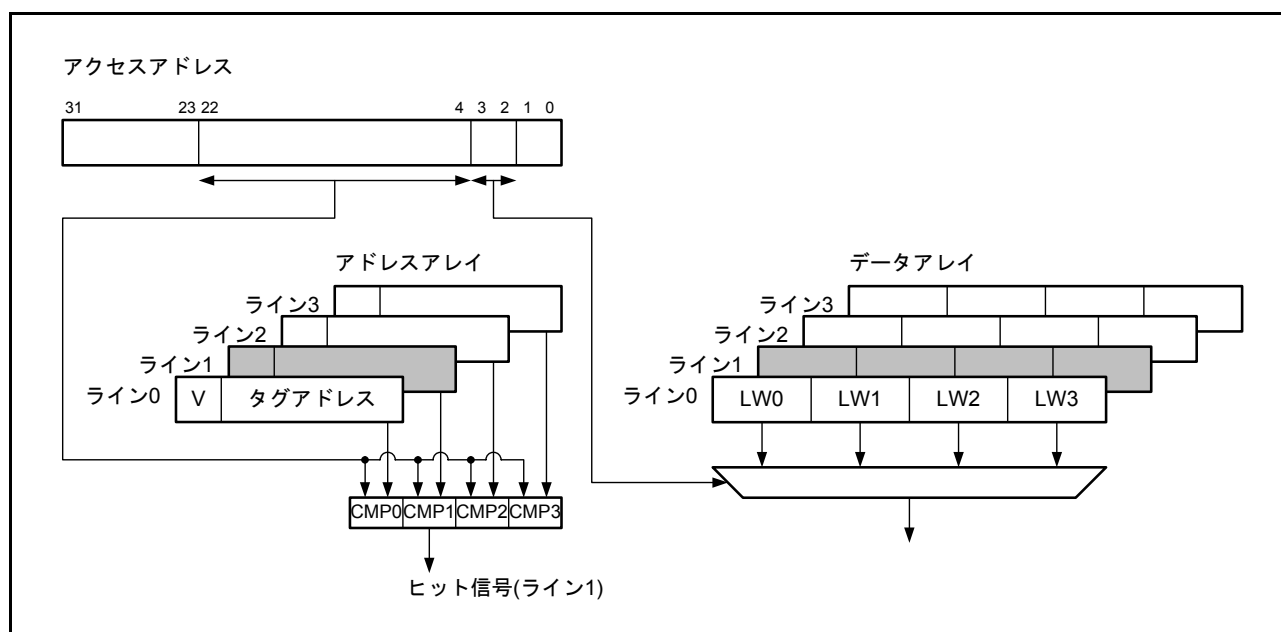 アクセスアドレス
31 23 22 4 3 2 1 0
アドレスアレイ
ライン3
ライン2
ライン1
ライン0
V
タグアドレス
CMP0 CMP1 CMP2 CMP3
ヒット信号(ライン1)
データアレイ
ライン3
ライン2
ライン1
ライン0
LW0 LW1 LW2 LW3